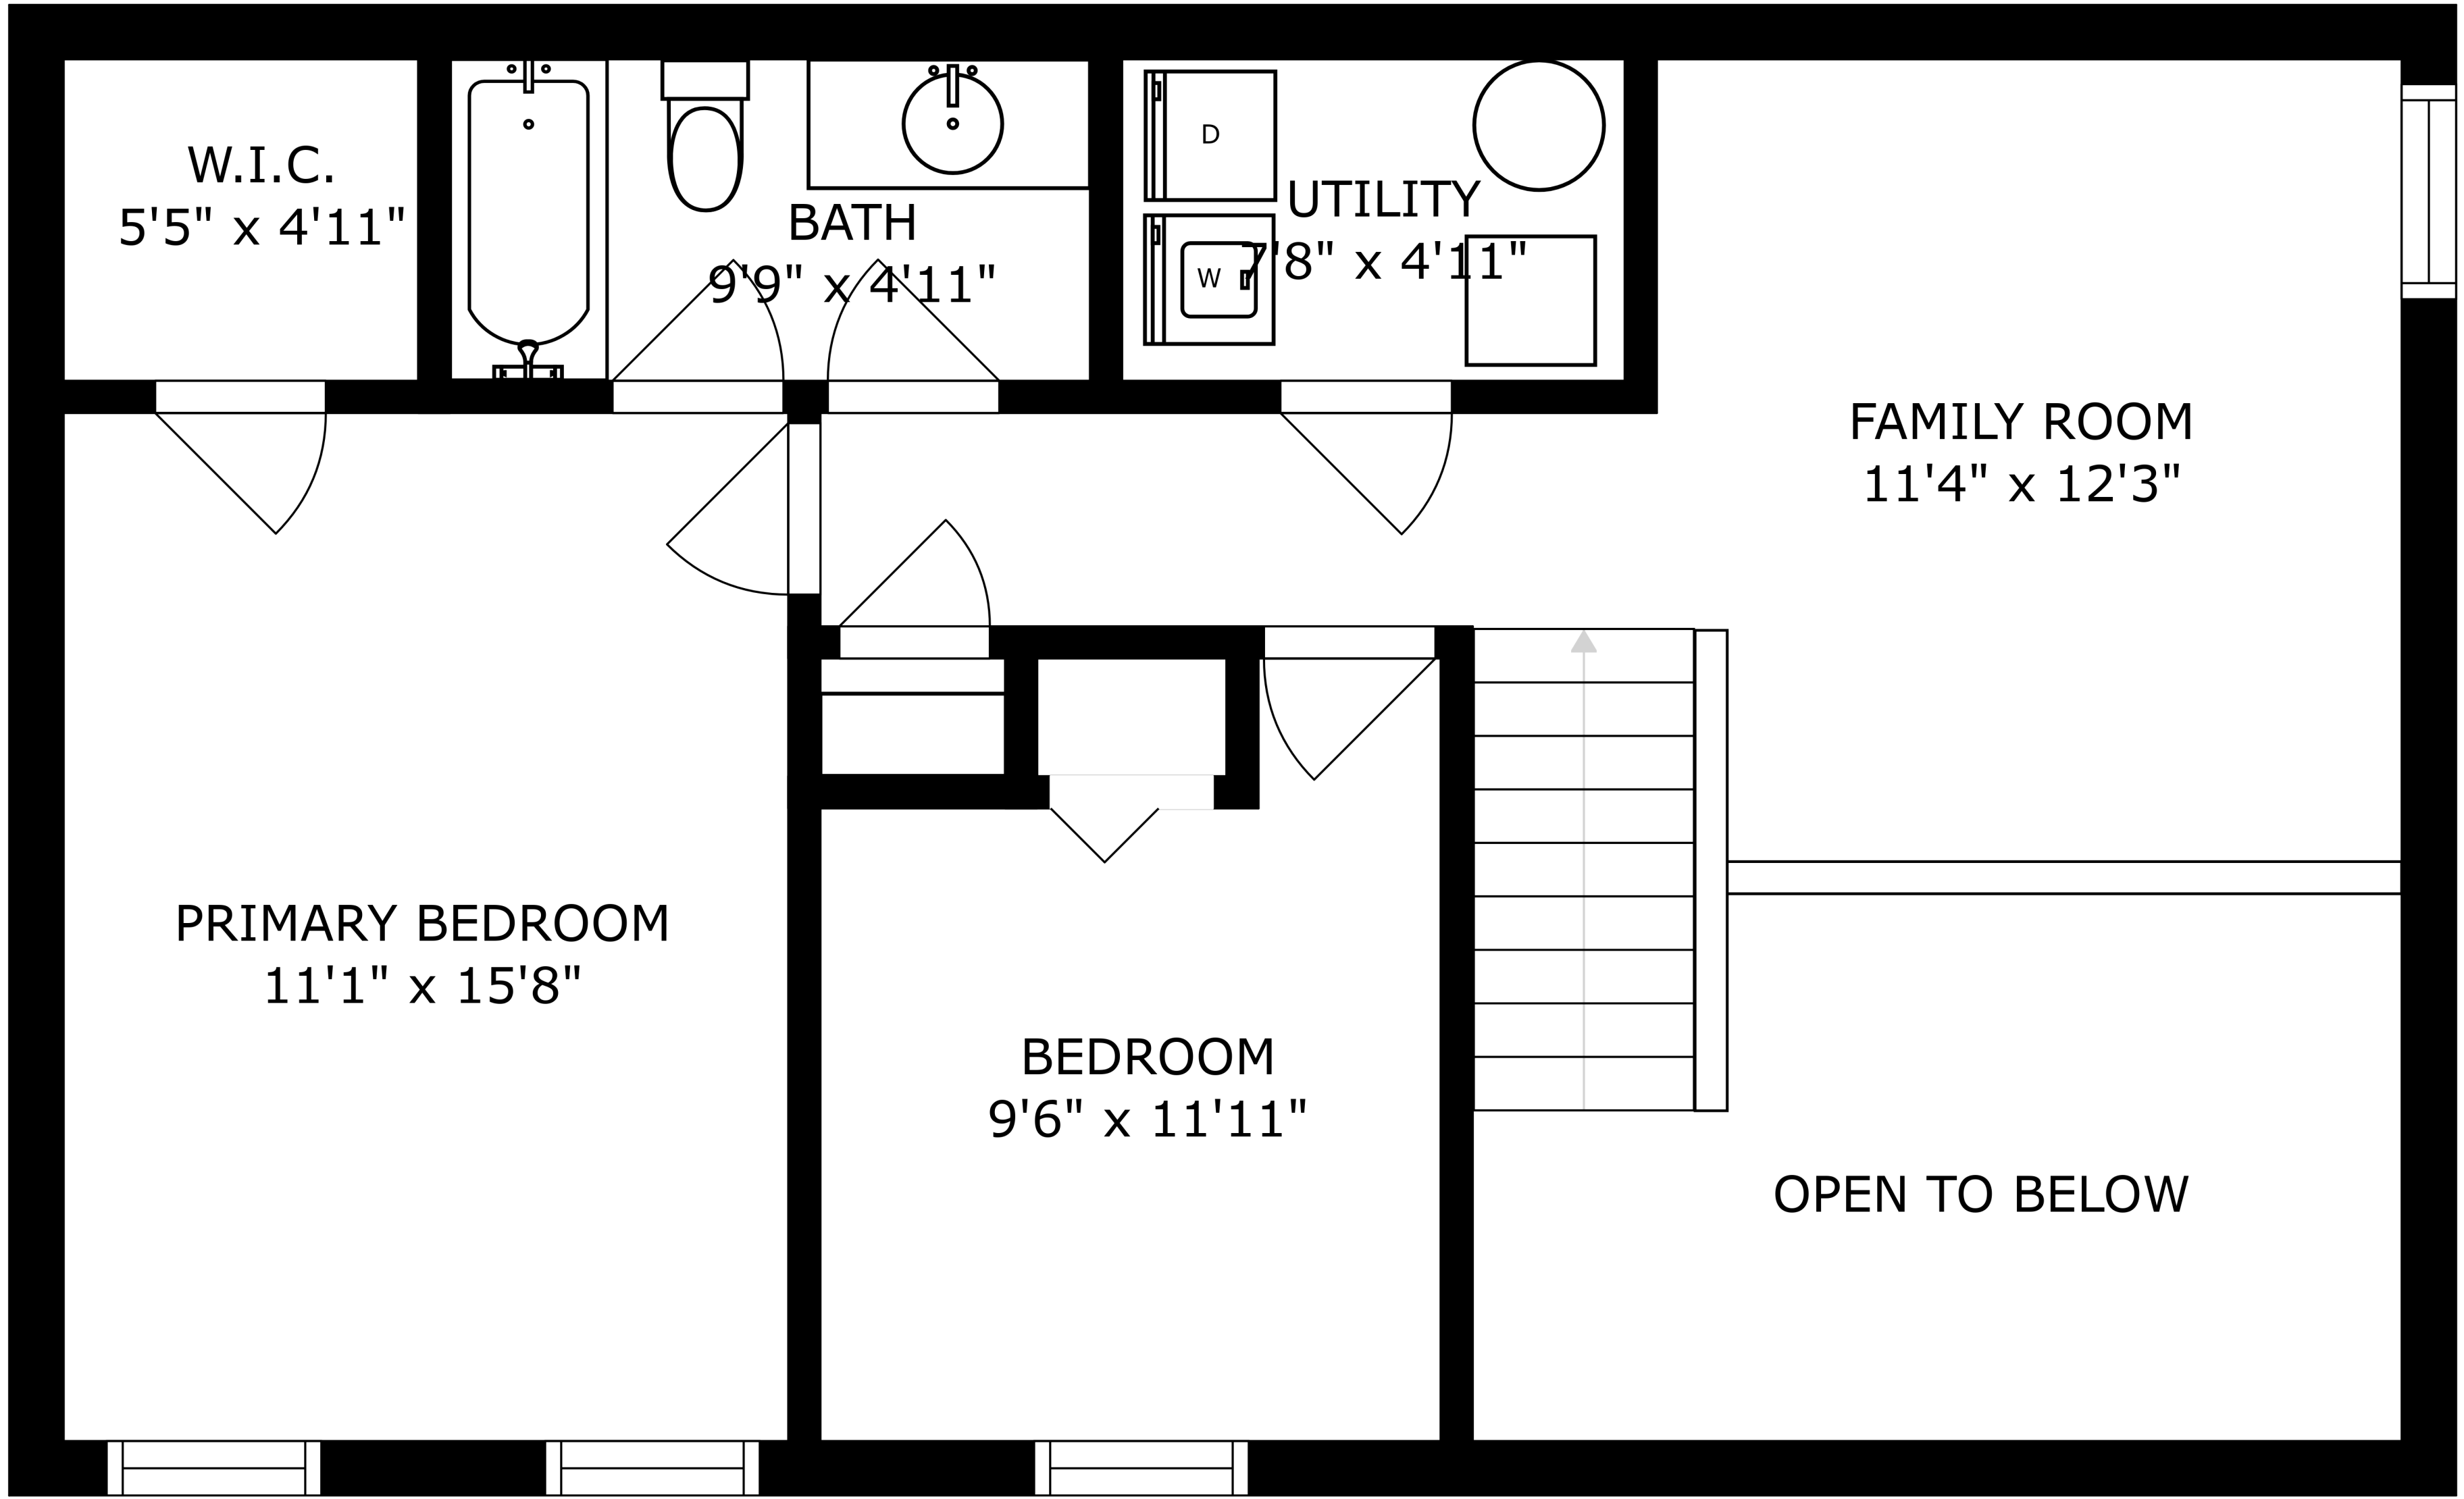 W.I.C.
5'5" x 4'11"
BATH
9'9" x 4'11"
D
W
UTILITY
7'8" x 4'11"
FAMILY ROOM
11'4" x 12'3"
PRIMARY BEDROOM
11'1" x 15'8"
BEDROOM
9'6" x 11'11"
OPEN TO BELOW